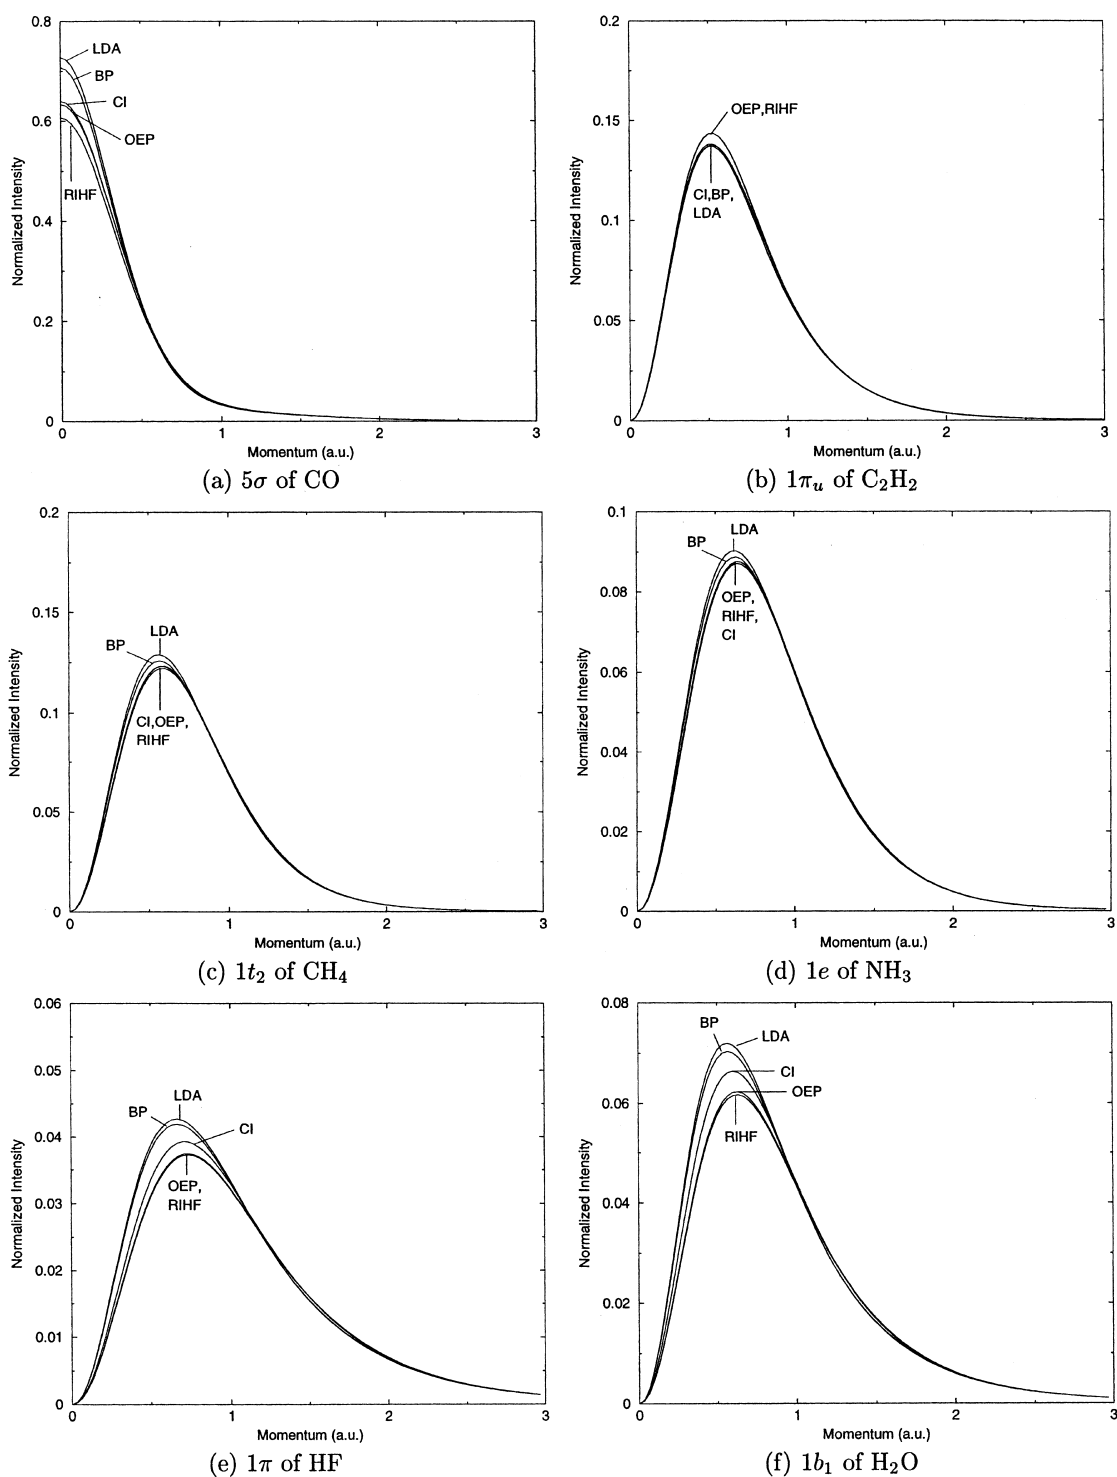 0.8
LDA
BP
CI
0.6
OEP
RIHF
Normalized Intensity
0.4
0.2
0
0 1 2 3
Momentum (a.u.)
(a) 5σ of CO
0.2
0.15
OEP,RIHF
CI,BP,
LDA
Normalized Intensity
0.1
0.05
0
0 1 2 3
Momentum (a.u.)
(b) 1πu of C2H2
0.2
0.15
LDA
BP
CI,OEP,
RIHF
Normalized Intensity
0.1
0.05
0
0 1 2 3
Momentum (a.u.)
(c) 1t2 of CH4
0.1
LDA
BP
0.08
OEP,
RIHF,
CI
Normalized Intensity
0.06
0.04
0.02
0
0 1 2 3
Momentum (a.u.)
(d) 1e of NH3
0.06
0.05
LDA
BP
CI
0.04
OEP,
RIHF
Normalized Intensity
0.03
0.02
0.01
0
0 1 2 3
Momentum (a.u.)
(e) 1π of HF
0.08
BP
LDA
CI
OEP
0.06
RIHF
Normalized Intensity
0.04
0.02
0
0 1 2 3
Momentum (a.u.)
(f) 1b1 of H2O